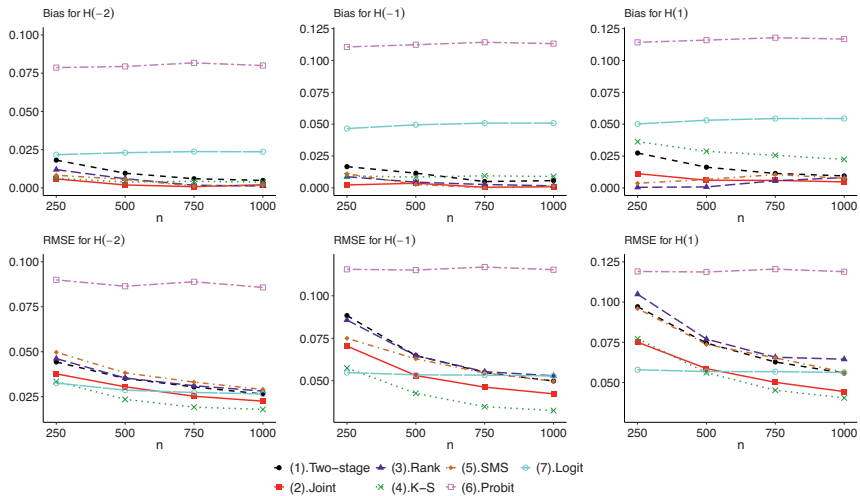 Bias for H(−2)
0.100
0.075
0.050
0.025
0.000
250 500 750 1000
n
Bias for H(−1)
0.125
0.100
0.075
0.050
0.025
0.000
250 500 750 1000
n
Bias for H(1)
0.125
0.100
0.075
0.050
0.025
0.000
250 500 750 1000
n
RMSE for H(−2)
0.100
0.075
0.050
0.025
250 500 750 1000
n
RMSE for H(−1)
0.100
0.075
0.050
250 500 750 1000
n
RMSE for H(1)
0.125
0.100
0.075
0.050
250 500 750 1000
n
(1).Two−stage (3).Rank (5).SMS (7).Logit
(2).Joint (4).K−S (6).Probit